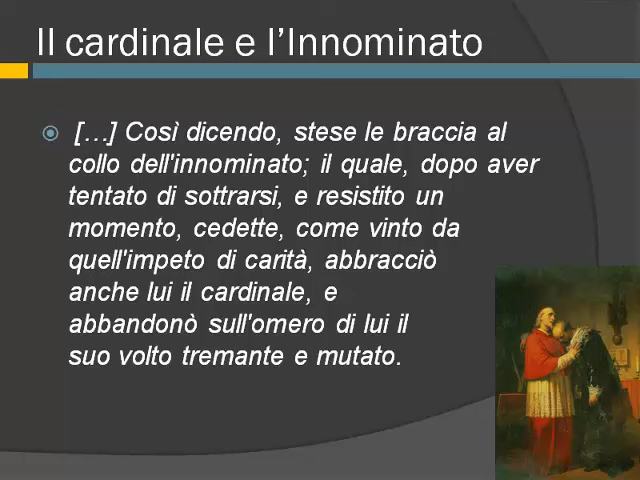 Il cardinale e l’Innominato
[…] Così dicendo, stese le braccia al
collo dell'innominato; il quale, dopo aver
tentato di sottrarsi, e resistito un
momento, cedette, come vinto da
quell'impeto di carità, abbracciò
anche lui il cardinale, e
abbandonò sull'omero di lui il
suo volto tremante e mutato.